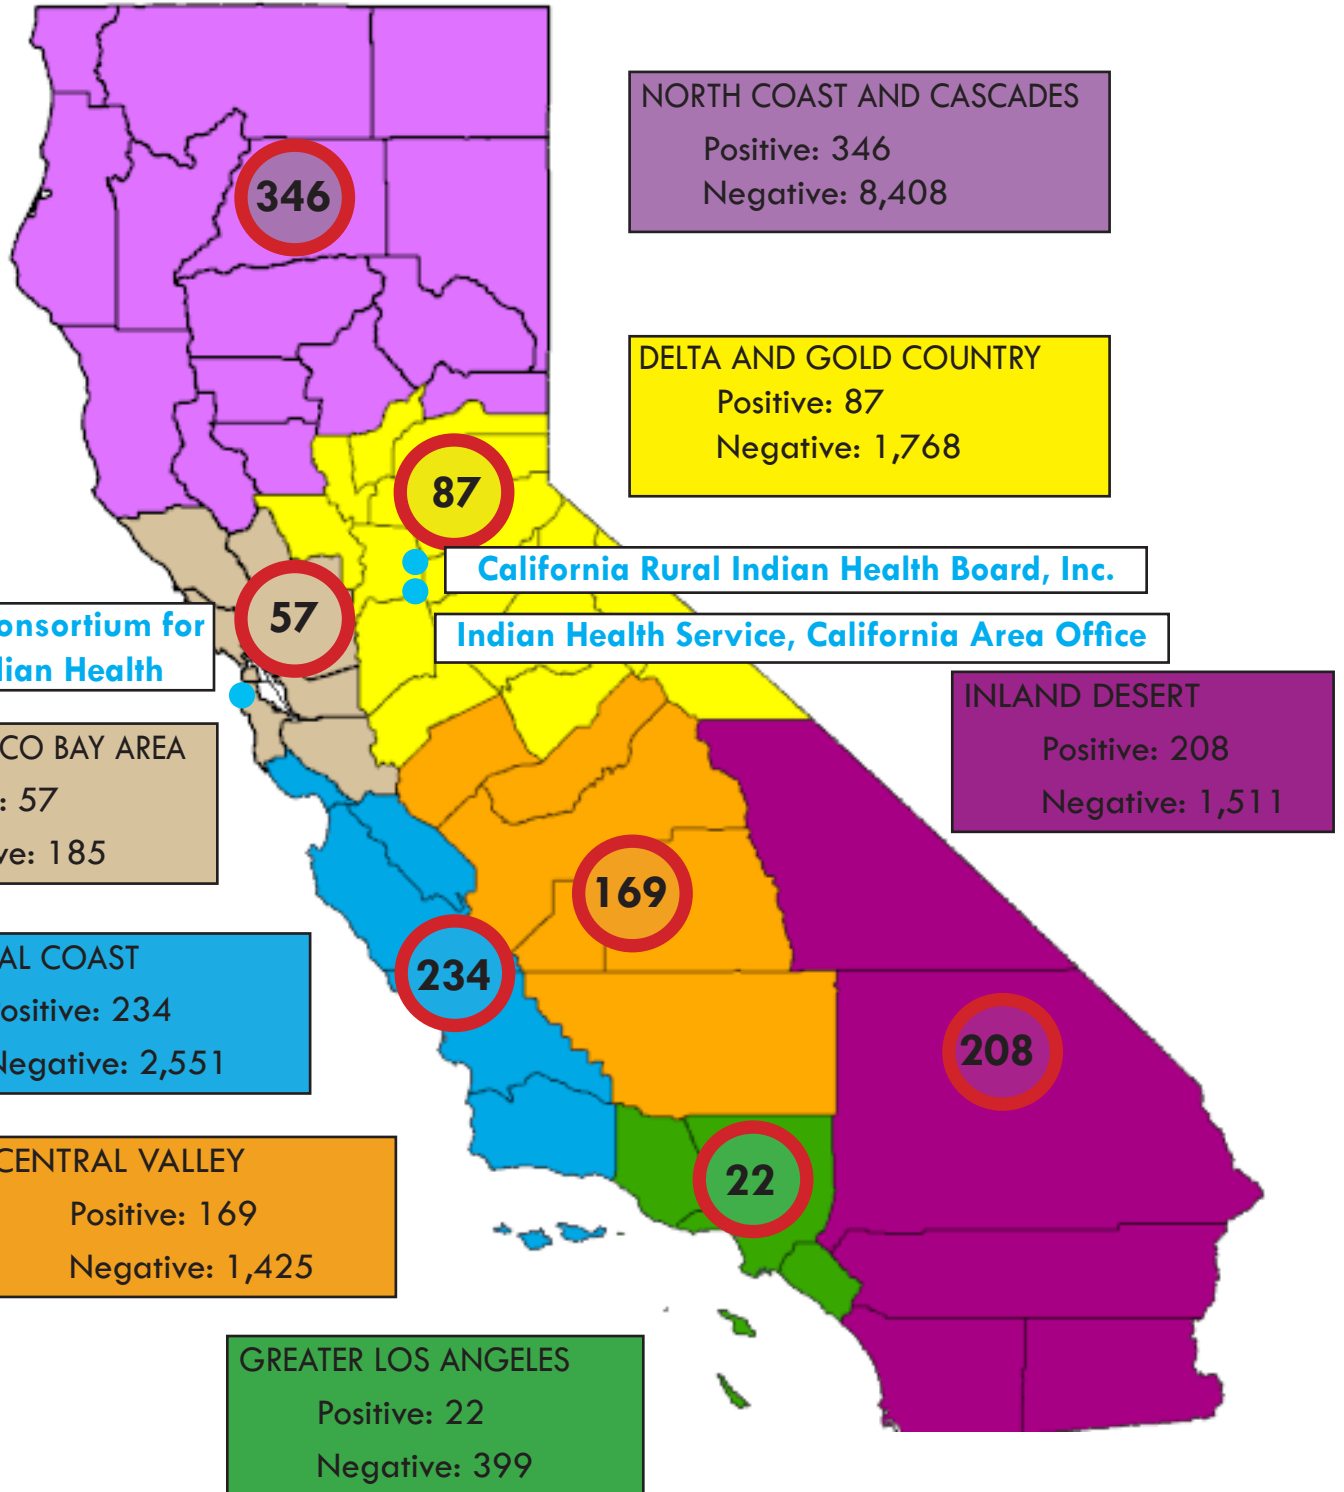 NORTH COAST AND CASCADES
Positive: 346
Negative: 8,408
346
DELTA AND GOLD COUNTRY
Positive: 87
Negative: 1,768
87
California Rural Indian Health Board, Inc.
onsortium for
dian Health
57
Indian Health Service, California Area Office
INLAND DESERT
Positive: 208
Negative: 1,511
CO BAY AREA
: 57
ve: 185
169
AL COAST
ositive: 234
Negative: 2,551
234
208
CENTRAL VALLEY
Positive: 169
Negative: 1,425
22
GREATER LOS ANGELES
Positive: 22
Negative: 399